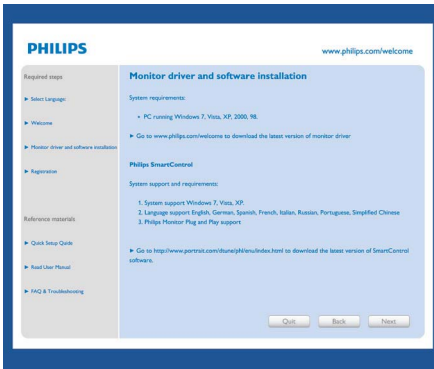 PHILIPS
www.philips.com/welcome
Required steps
Select Language:
Welcome
Monitor driver and software installation
Registration
Reference materials
Quick Setup Guide
Read User Manual
FAQ & Troubleshooting
Monitor driver and software installation
System requirements:
• PC running Windows 7, Vista, XP, 2000, 98.
Go to www.philips.com/welcome to download the latest version of monitor driver
Philips SmartControl
System support and requirements:
1. System support Windows 7, Vista, XP.
2. Language support English, German, Spanish, French, Italian, Russian, Portuguese, Simplified Chinese
3. Philips Monitor Plug and Play support
Go to http://www.portrait.com/dtune/phl/enu/index.html to download the latest version of SmartControl
software.
Quit
Back
Next